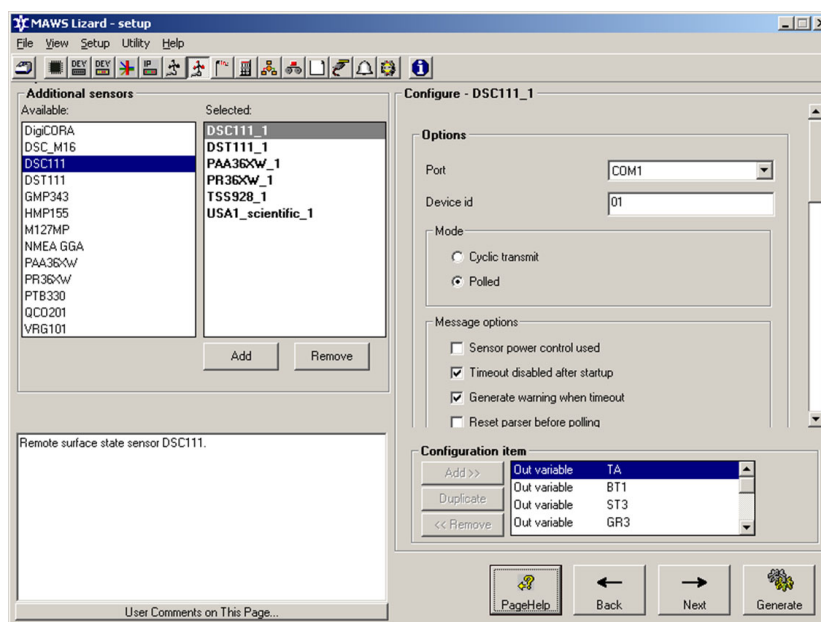 MAWS Lizard - setup
File View Setup Utility Help
DEV DEV IP
Additional sensors
Available:
Selected:
DigiCORA
DSC_M16
DSC111
DST111
GMP343
HMP155
M127MP
NMEA GGA
PAA36XW
PR36XW
PTB330
QCO201
VRG101
DSC111_1
DST111_1
PAA36XW_1
PR36XW_1
TSS928_1
USA1_scientific_1
Add Remove
Remote surface state sensor DSC111.
User Comments on This Page...
Configure - DSC111_1
Options
Port COM1
Device id 01
Mode
Cyclic transmit
Polled
Message options
Sensor power control used
Timeout disabled after startup
Generate warning when timeout
Reset parser before polling
Configuration item
Add >>
Duplicate
<< Remove
Out variable TA
Out variable BT1
Out variable ST3
Out variable GR3
PageHelp Back Next Generate